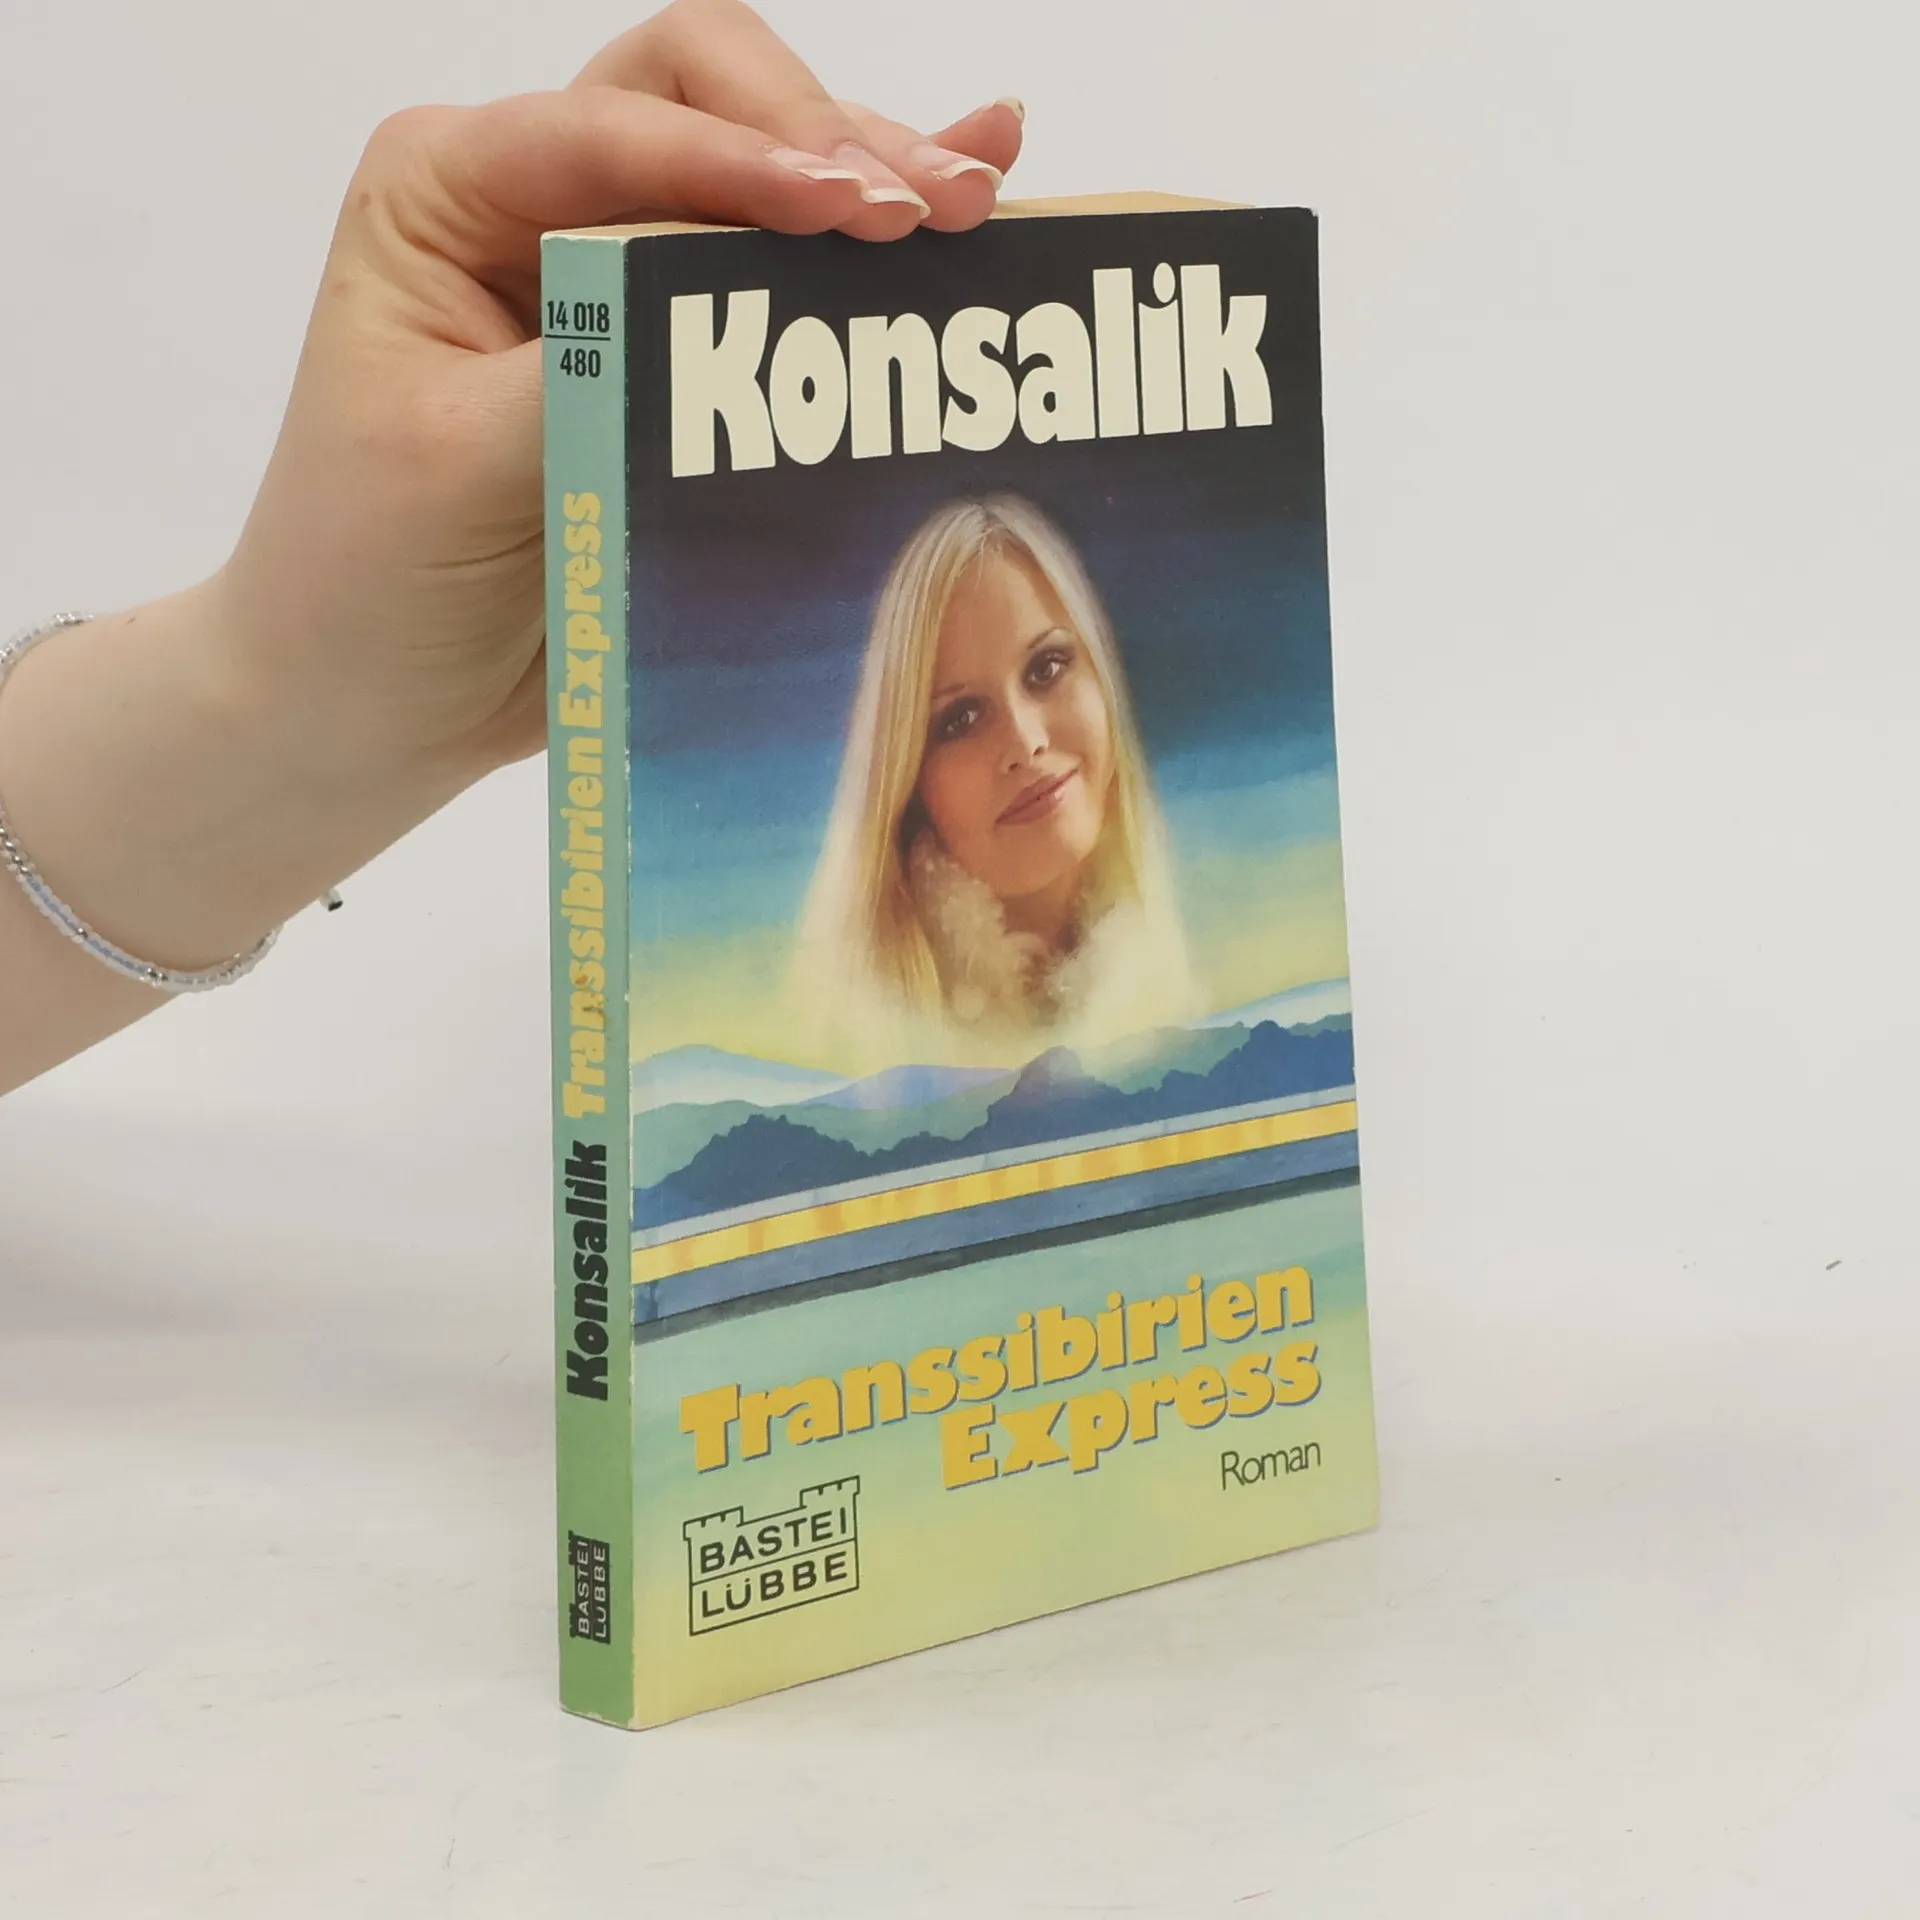 14 018
480
Konsalik Transsibirien Express
BASTEI
LÜBBE
Konsalik
Transsibirien
Express
Roman
BASTEI
LÜBBE